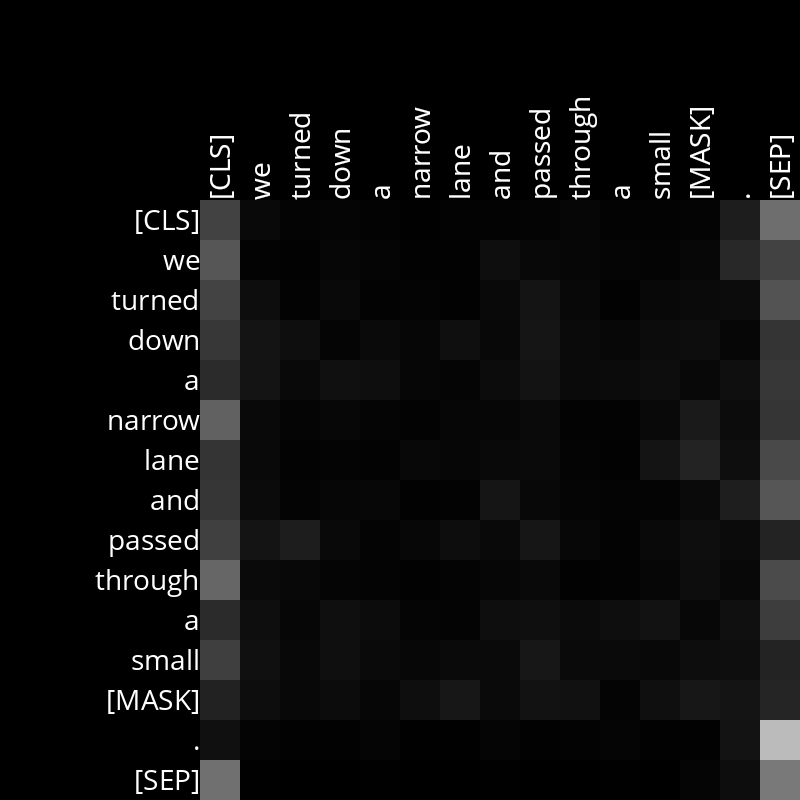 [CLS] we turned down a narrow lane and passed through a small [MASK] . [SEP]
[CLS]
we
turned
down
a
narrow
lane
and
passed
through
a
small
[MASK]
.
[SEP]